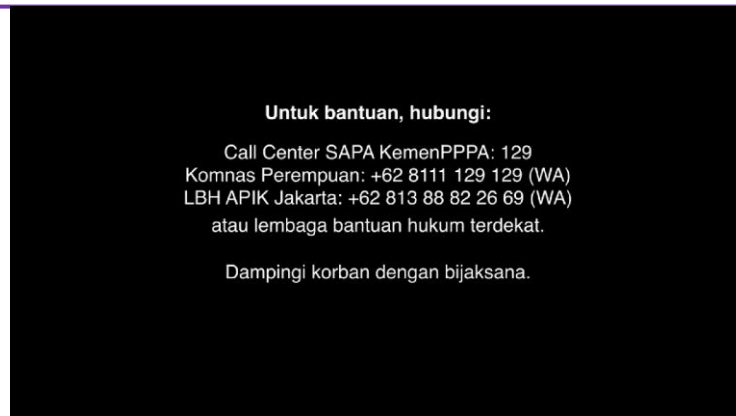 Untuk bantuan, hubungi:
Call Center SAPA KemenPPPA: 129
Komnas Perempuan: +62 8111 129 129 (WA)
LBH APIK Jakarta: +62 813 88 82 26 69 (WA)
atau lembaga bantuan hukum terdekat.
Dampingi korban dengan bijaksana.